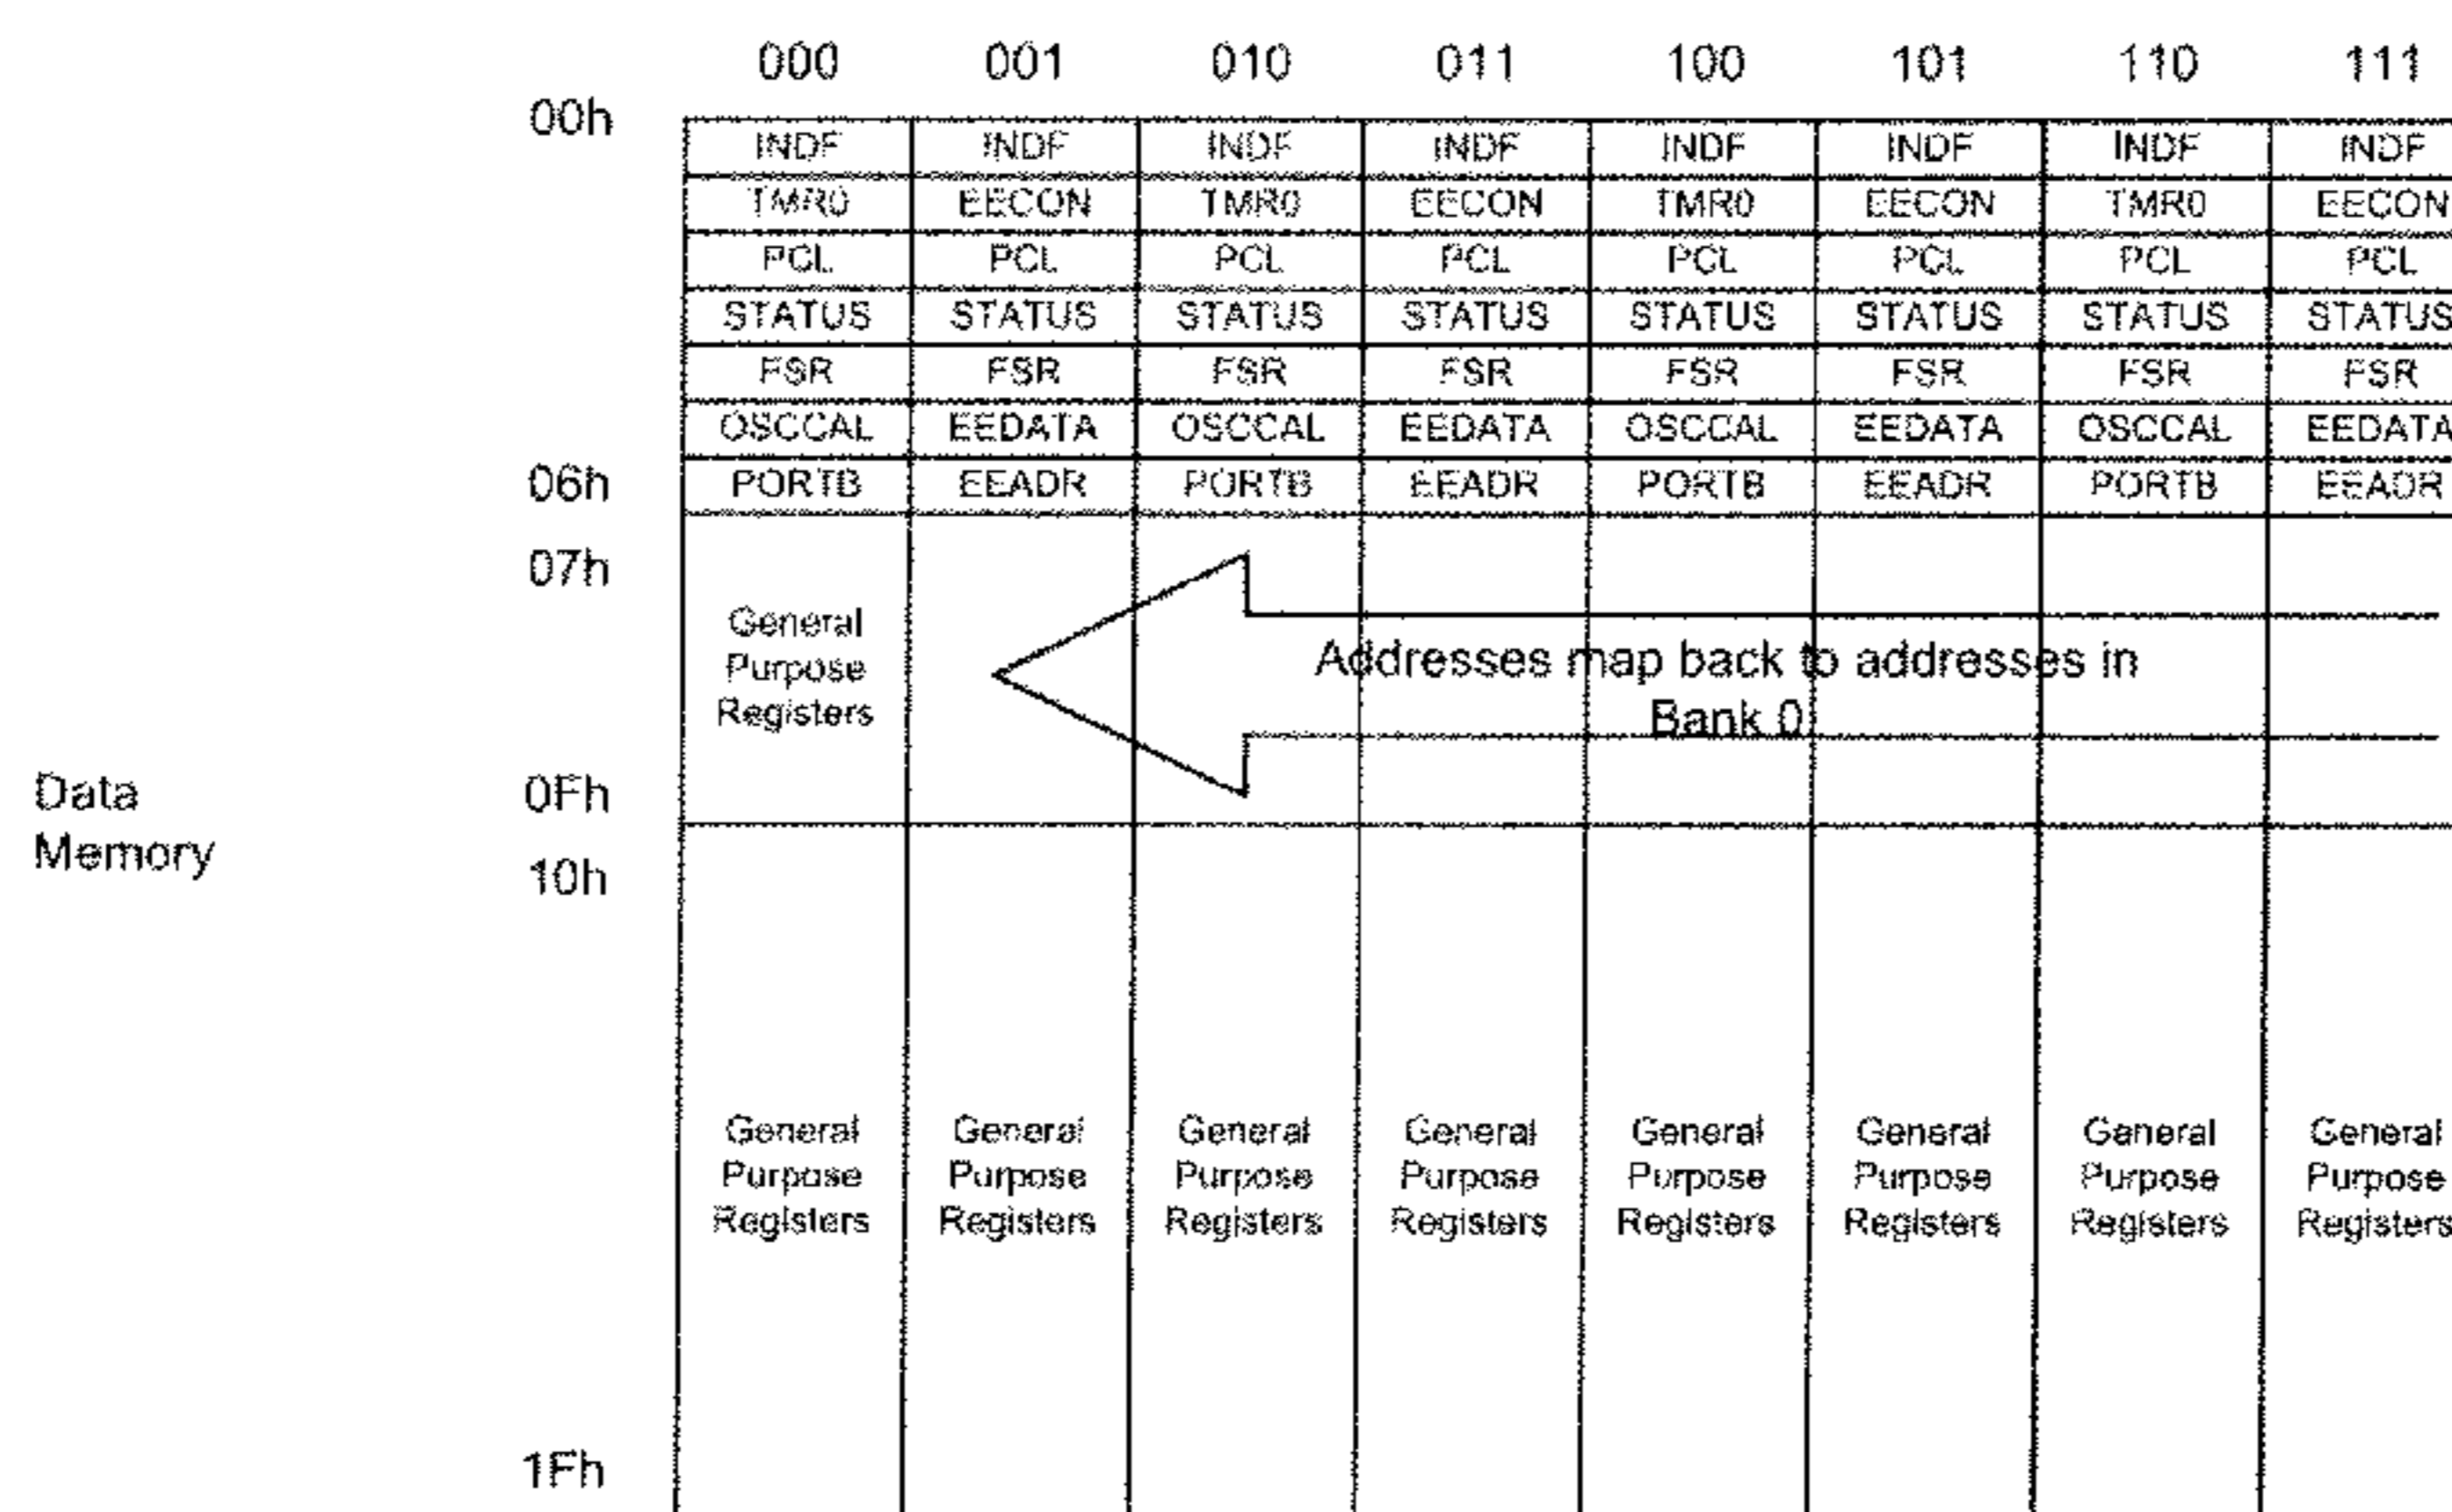 000 001 010 011 100 101 110 111
00h
INDF INDF INDF INDF INDF INDF INDF INDF
TMR0 EECON TMR0 EECON TMR0 EECON TMR0 EECON
PCL PCL PCL PCL PCL PCL PCL PCL
STATUS STATUS STATUS STATUS STATUS STATUS STATUS STATUS
FSR FSR FSR FSR FSR FSR FSR FSR
OSCCAL EEDATA OSCCAL EEDATA OSCCAL EEDATA OSCCAL EEDATA
06h PORTB EEADR PORTB EEADR PORTB EEADR PORTB EEADR
07h
General
Purpose
Registers
Addresses map back to addresses in
Bank 0
0Fh
Data
Memory
10h
General General General General General General General General
Purpose Purpose Purpose Purpose Purpose Purpose Purpose Purpose
Registers Registers Registers Registers Registers Registers Registers Registers
1Fh